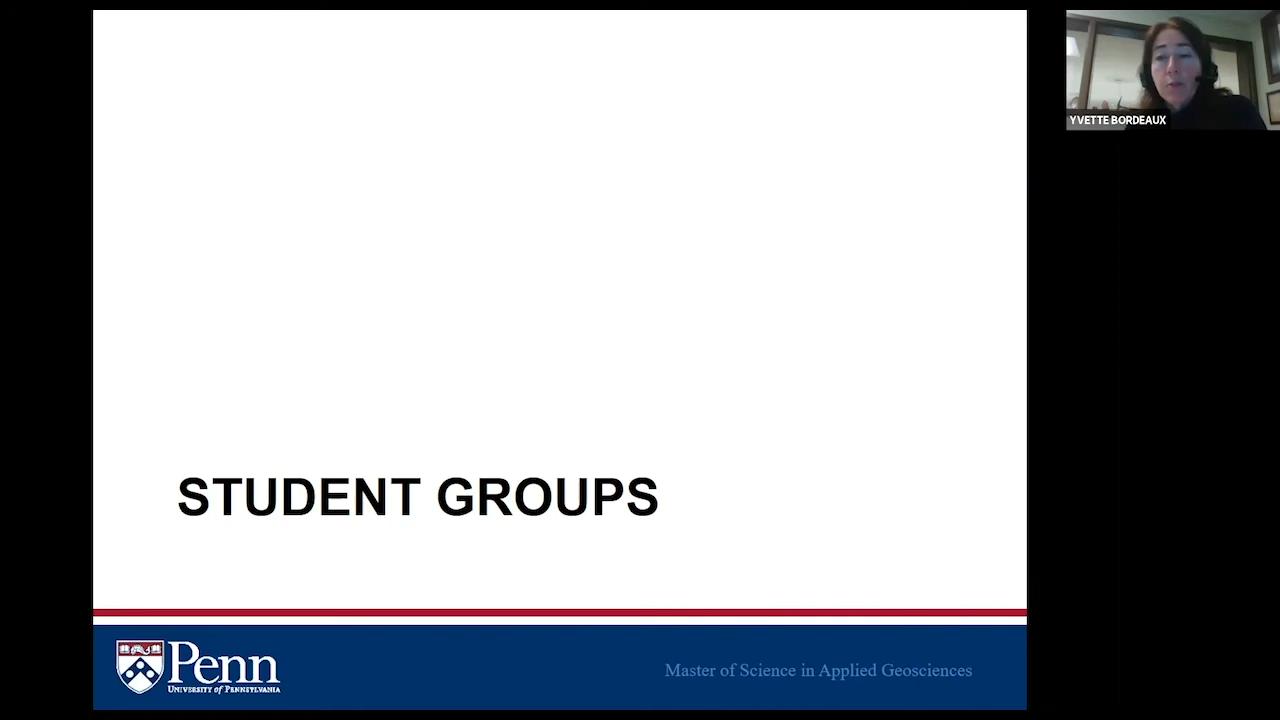 YVETTE BORDEAUX
STUDENT GROUPS
Penn
UNIVERSITY of PENNSYLVANIA
Master of Science in Applied Geosciences